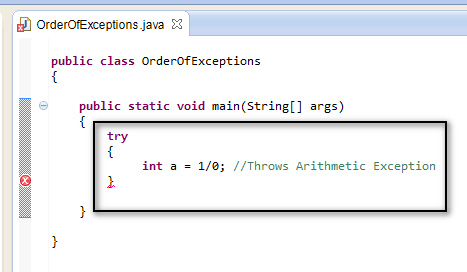 OrderOfExceptions.java
public class OrderOfExceptions
{
public static void main(String[] args)
{
try
{
int a = 1/0; //Throws Arithmetic Exception
}
}
}